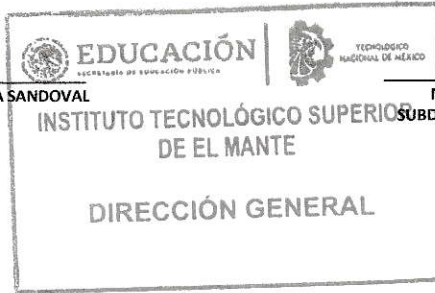 EDUCACIÓN
SECRETARÍA DE EDUCACIÓN PÚBLICA
TECNOLÓGICO
NACIONAL DE MÉXICO
A SANDOVAL
SUBD
INSTITUTO TECNOLÓGICO SUPERIOR
DE EL MANTE
DIRECCIÓN GENERAL